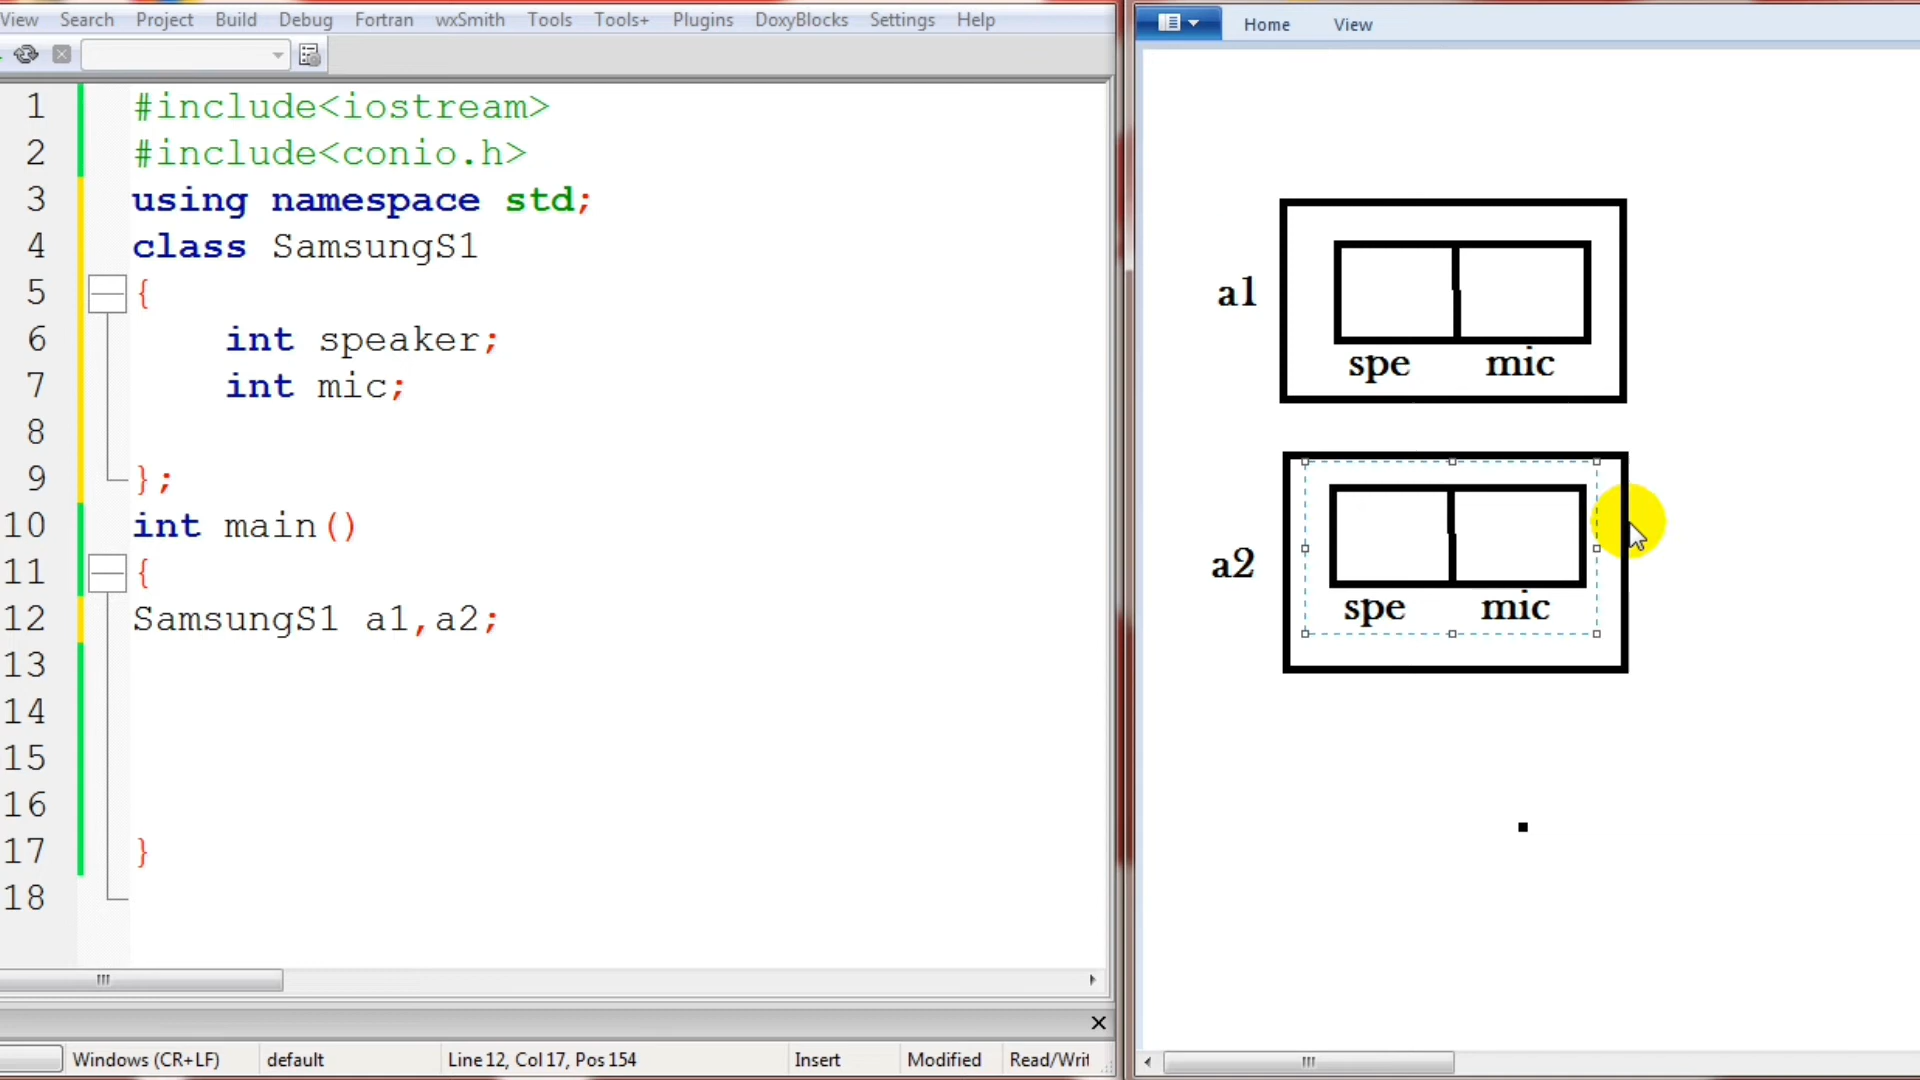 View Search Project Build Debug Fortran wxSmith Tools Tools+ Plugins DoxyBlocks Settings Help
1 #include<iostream>
2 #include<conio.h>
3 using namespace std;
4 class SamsungS1
5 {
6 int speaker;
7 int mic;
8
9 };
10 int main()
11 {
12 SamsungS1 a1,a2;
13
14
15
16
17 }
18
Windows (CR+LF) default Line 12, Col 17, Pos 154 Insert Modified Read/Writ
Home View
a1
spe mic
a2
spe mic